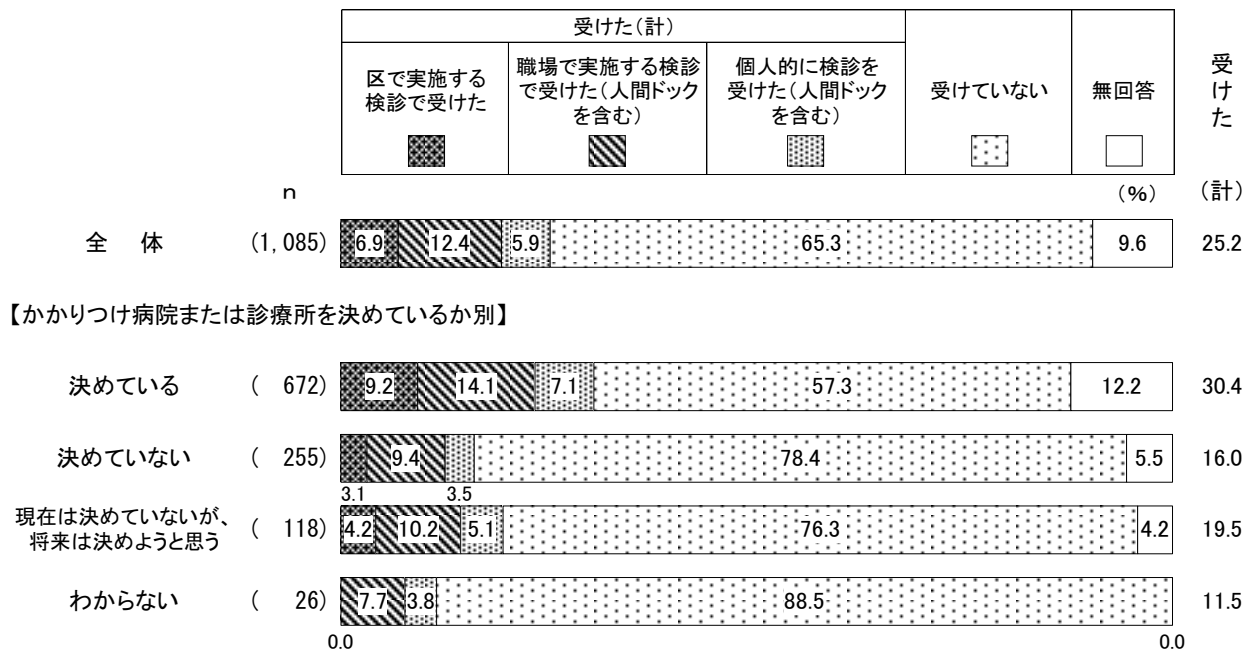 受けた(計)
区で実施する
検診で受けた
職場で実施する検診
で受けた(人間ドック
を含む)
個人的に検診を
受けた(人間ドック
を含む)
受けていない
無回答
受けた
(計)
n
(%)
全 体 (1,085) 6.9 12.4 5.9 65.3 9.6 25.2
【かかりつけ病院または診療所を決めているか別】
決めている ( 672) 9.2 14.1 7.1 57.3 12.2 30.4
決めていない ( 255) 9.4 78.4 5.5 16.0
3.1 3.5
現在は決めていないが、
将来は決めようと思う ( 118) 4.2 10.2 5.1 76.3 4.2 19.5
わからない ( 26) 7.7 3.8 88.5 11.5
0.0 0.0